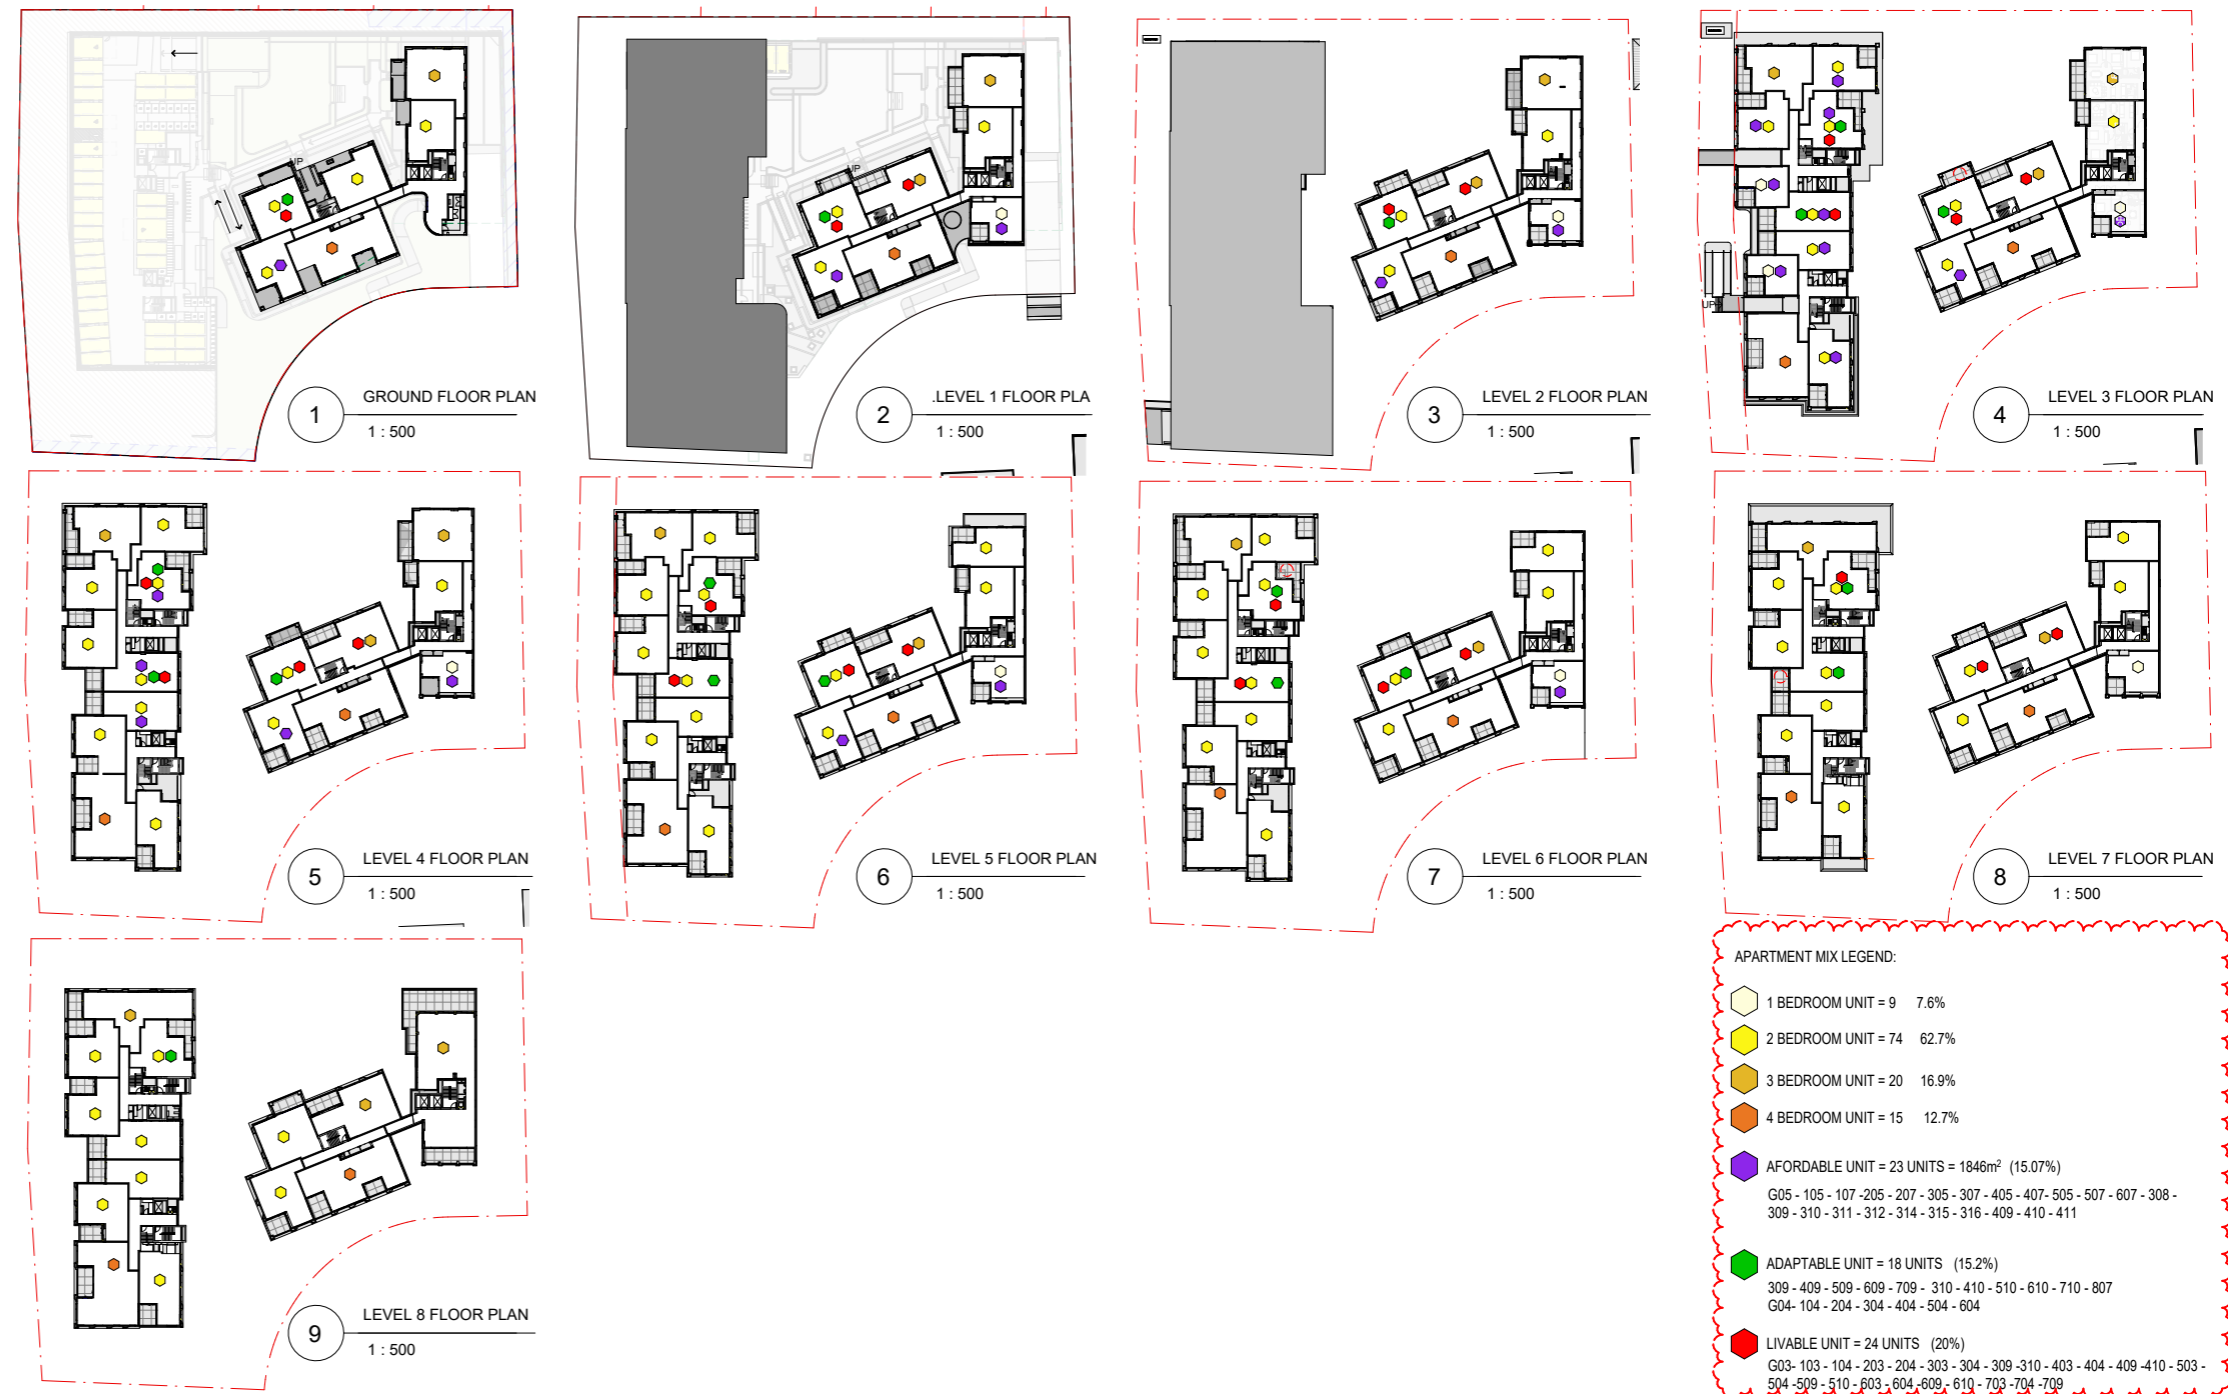 UP
1
GROUND FLOOR PLAN
1 : 500
UP
2
.LEVEL 1 FLOOR PLA
1 : 500
3
LEVEL 2 FLOOR PLAN
1 : 500
UP
4
LEVEL 3 FLOOR PLAN
1 : 500
5
LEVEL 4 FLOOR PLAN
1 : 500
6
LEVEL 5 FLOOR PLAN
1 : 500
7
LEVEL 6 FLOOR PLAN
1 : 500
8
LEVEL 7 FLOOR PLAN
1 : 500
9
LEVEL 8 FLOOR PLAN
1 : 500
APARTMENT MIX LEGEND:
1 BEDROOM UNIT = 9 7.6%
2 BEDROOM UNIT = 74 62.7%
3 BEDROOM UNIT = 20 16.9%
4 BEDROOM UNIT = 15 12.7%
AFORDABLE UNIT = 23 UNITS = 1846m² (15.07%)
G05 - 105 - 107 -205 - 207 - 305 - 307 - 405 - 407- 505 - 507 - 607 - 308 -
309 - 310 - 311 - 312 - 314 - 315 - 316 - 409 - 410 - 411
ADAPTABLE UNIT = 18 UNITS (15.2%)
309 - 409 - 509 - 609 - 709 - 310 - 410 - 510 - 610 - 710 - 807
G04- 104 - 204 - 304 - 404 - 504 - 604
LIVABLE UNIT = 24 UNITS (20%)
G03- 103 - 104 - 203 - 204 - 303 - 304 - 309 -310 - 403 - 404 - 409 -410 - 503 -
504 -509 - 510 - 603 - 604 -609 - 610 - 703 -704 -709